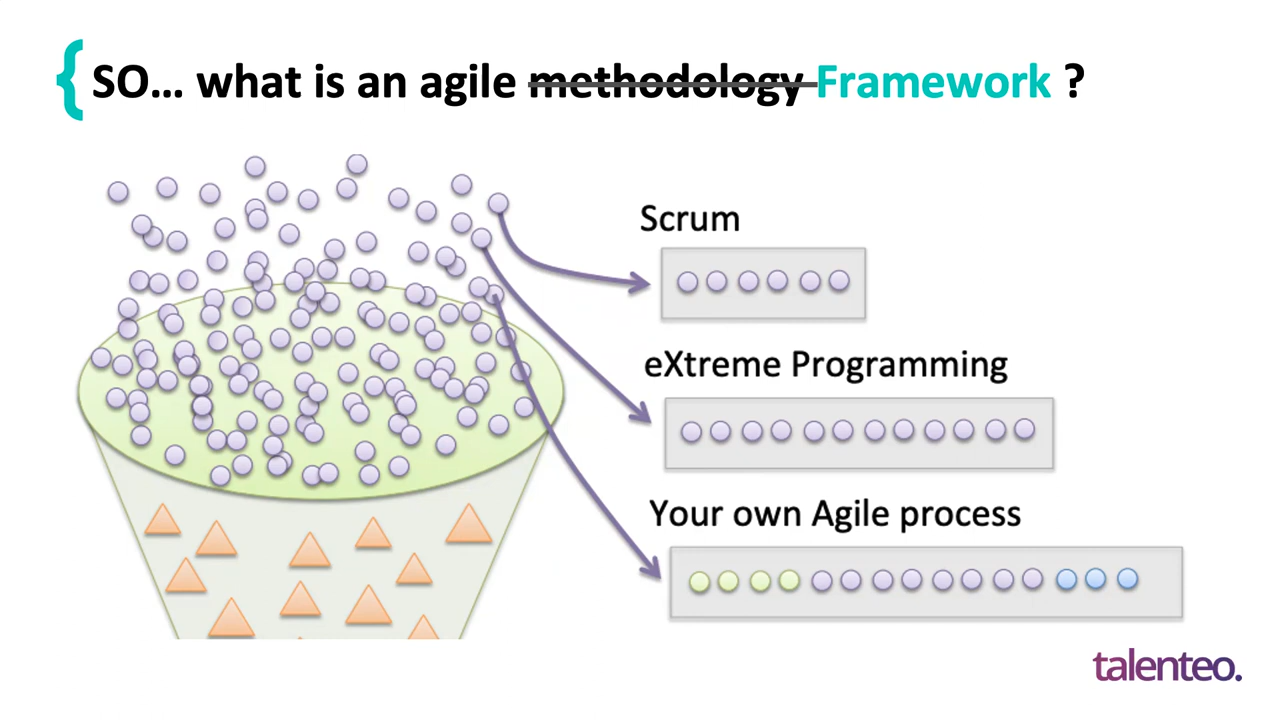 { SO... what is an agile methodology Framework ?
Scrum
eXtreme Programming
Your own Agile process
talenteo.